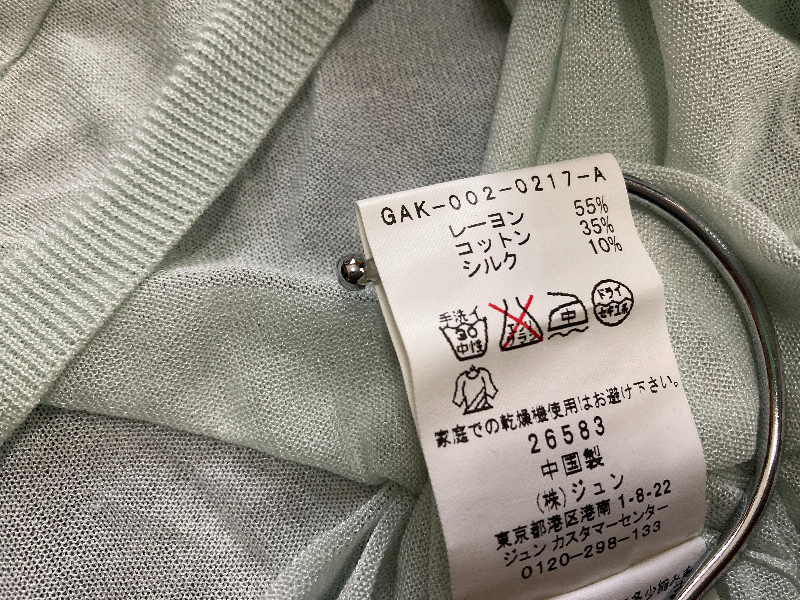 GAK-002-0217-A
レーヨン 55%
コットン 35%
シルク 10%
手洗イ 30 中性 エンソサラシ 中 ドライ セキユ系
家庭での乾燥機使用はお避け下さい。
26583
中国製
(株)ジュン
東京都港区港南1-8-22
ジュン カスタマーセンター
0120-298-133
多少縮み